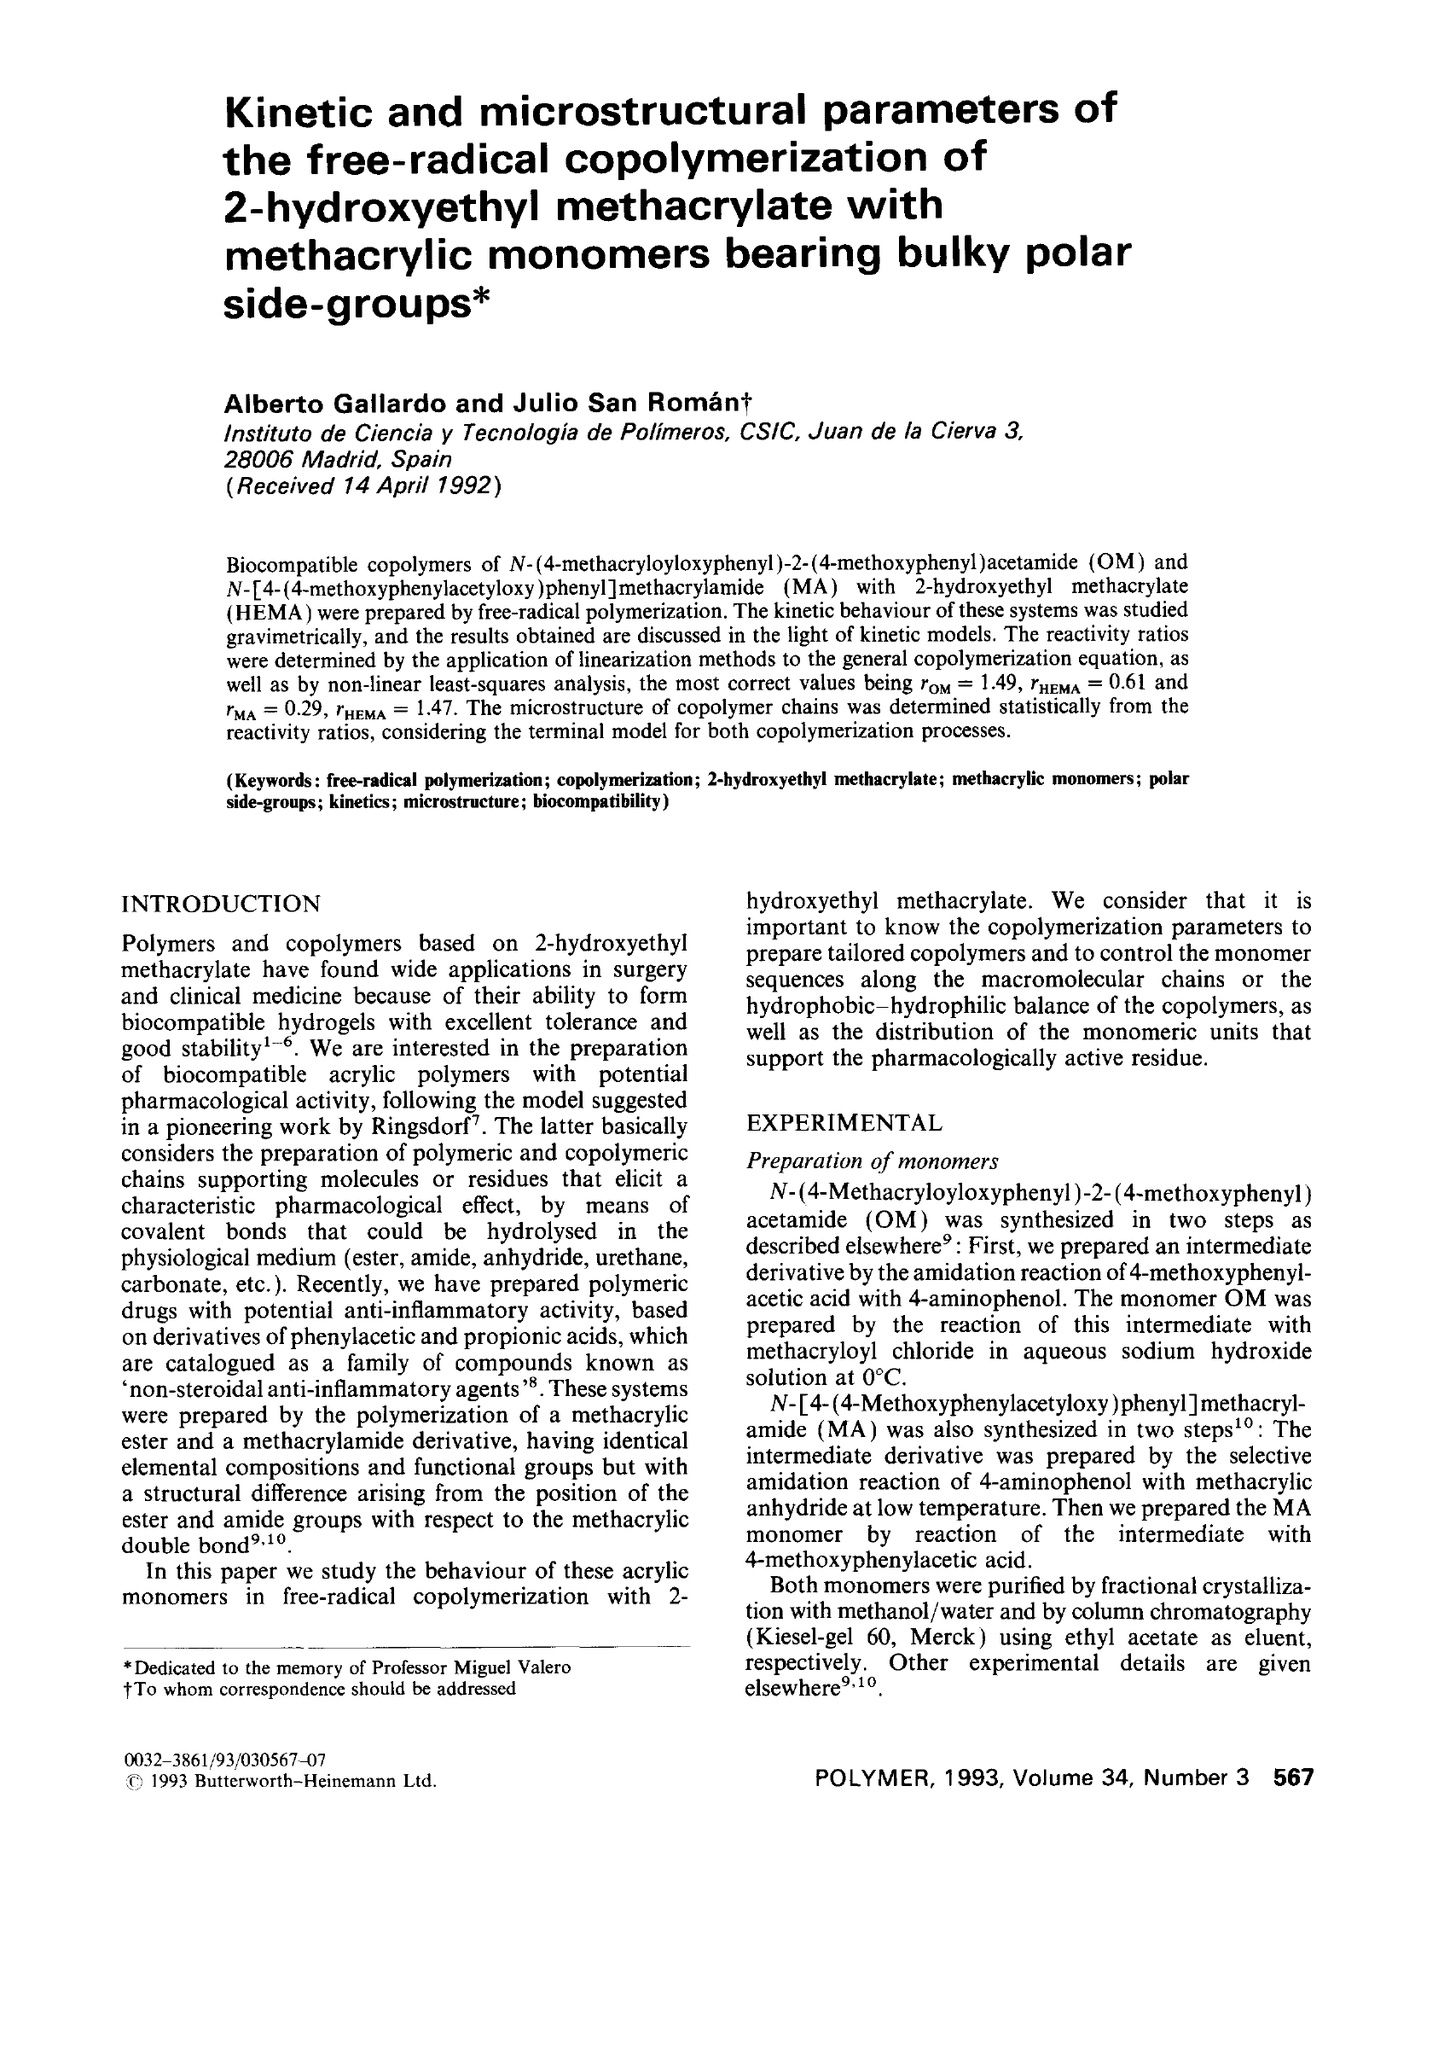 Kinetic and microstructural parameters of
the free-radical copolymerization of
2-hydroxyethyl methacrylate with
methacrylic monomers bearing bulky polar
side-groups*
Alberto Gallardo and Julio San Román†
Instituto de Ciencia y Tecnología de Polímeros, CSIC, Juan de la Cierva 3,
28006 Madrid, Spain
(Received 14 April 1992)
Biocompatible copolymers of N-(4-methacryloyloxyphenyl)-2-(4-methoxyphenyl)acetamide (OM) and
N-[4-(4-methoxyphenylacetyloxy)phenyl]methacrylamide (MA) with 2-hydroxyethyl methacrylate
(HEMA) were prepared by free-radical polymerization. The kinetic behaviour of these systems was studied
gravimetrically, and the results obtained are discussed in the light of kinetic models. The reactivity ratios
were determined by the application of linearization methods to the general copolymerization equation, as
well as by non-linear least-squares analysis, the most correct values being rOM = 1.49, rHEMA = 0.61 and
rMA = 0.29, rHEMA = 1.47. The microstructure of copolymer chains was determined statistically from the
reactivity ratios, considering the terminal model for both copolymerization processes.
(Keywords: free-radical polymerization; copolymerization; 2-hydroxyethyl methacrylate; methacrylic monomers; polar
side-groups; kinetics; microstructure; biocompatibility)
INTRODUCTION
Polymers and copolymers based on 2-hydroxyethyl
methacrylate have found wide applications in surgery
and clinical medicine because of their ability to form
biocompatible hydrogels with excellent tolerance and
good stability1–6. We are interested in the preparation
of biocompatible acrylic polymers with potential
pharmacological activity, following the model suggested
in a pioneering work by Ringsdorf7. The latter basically
considers the preparation of polymeric and copolymeric
chains supporting molecules or residues that elicit a
characteristic pharmacological effect, by means of
covalent bonds that could be hydrolysed in the
physiological medium (ester, amide, anhydride, urethane,
carbonate, etc.). Recently, we have prepared polymeric
drugs with potential anti-inflammatory activity, based
on derivatives of phenylacetic and propionic acids, which
are catalogued as a family of compounds known as
‘non-steroidal anti-inflammatory agents’8. These systems
were prepared by the polymerization of a methacrylic
ester and a methacrylamide derivative, having identical
elemental compositions and functional groups but with
a structural difference arising from the position of the
ester and amide groups with respect to the methacrylic
double bond9,10.
In this paper we study the behaviour of these acrylic
monomers in free-radical copolymerization with 2-
*Dedicated to the memory of Professor Miguel Valero
†To whom correspondence should be addressed
hydroxyethyl methacrylate. We consider that it is
important to know the copolymerization parameters to
prepare tailored copolymers and to control the monomer
sequences along the macromolecular chains or the
hydrophobic–hydrophilic balance of the copolymers, as
well as the distribution of the monomeric units that
support the pharmacologically active residue.
EXPERIMENTAL
Preparation of monomers
N-(4-Methacryloyloxyphenyl)-2-(4-methoxyphenyl)
acetamide (OM) was synthesized in two steps as
described elsewhere9: First, we prepared an intermediate
derivative by the amidation reaction of 4-methoxyphenyl-
acetic acid with 4-aminophenol. The monomer OM was
prepared by the reaction of this intermediate with
methacryloyl chloride in aqueous sodium hydroxide
solution at 0°C.
N-[4-(4-Methoxyphenylacetyloxy)phenyl]methacryl-
amide (MA) was also synthesized in two steps10: The
intermediate derivative was prepared by the selective
amidation reaction of 4-aminophenol with methacrylic
anhydride at low temperature. Then we prepared the MA
monomer by reaction of the intermediate with
4-methoxyphenylacetic acid.
Both monomers were purified by fractional crystalliza-
tion with methanol/water and by column chromatography
(Kiesel-gel 60, Merck) using ethyl acetate as eluent,
respectively. Other experimental details are given
elsewhere9,10.
0032–3861/93/030567–07
© 1993 Butterworth–Heinemann Ltd.
POLYMER, 1993, Volume 34, Number 3 567